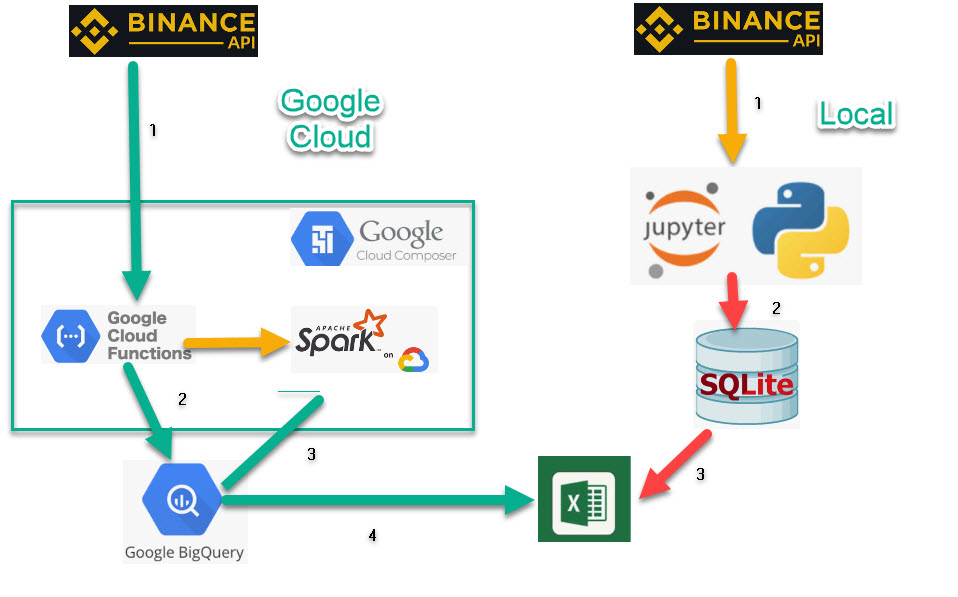 BINANCE
API
BINANCE
API
1
Google
Cloud
1
Local
Google
Cloud Composer
jupyter
Google
Cloud
Functions
APACHE
Spark
TM
on
2
2
SQLite
3
3
X
4
Google BigQuery